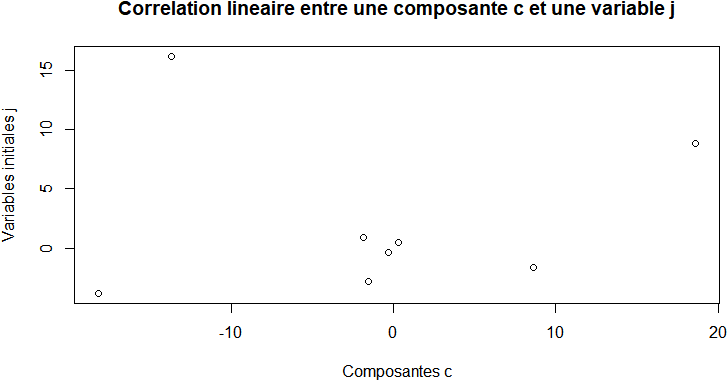 Correlation lineaire entre une composante c et une variable j
Variables initiales j
15
10
5
0
-10
0
10
20
Composantes c